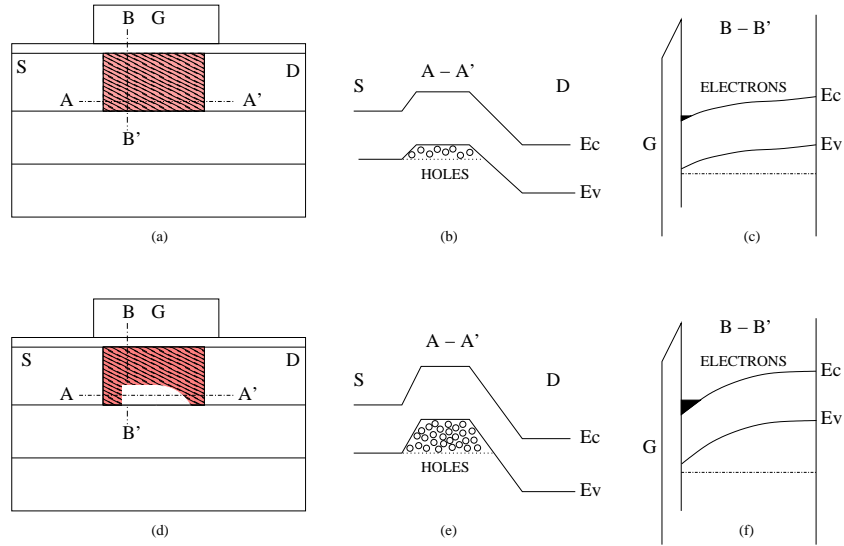 B G
S
D
A
A'
B'
(a)
A – A'
S
D
Ec
HOLES
Ev
(b)
B – B'
ELECTRONS
Ec
G
Ev
(c)
B G
S
D
A
A'
B'
(d)
A – A'
S
D
Ec
HOLES
Ev
(e)
B – B'
ELECTRONS
Ec
Ev
G
(f)